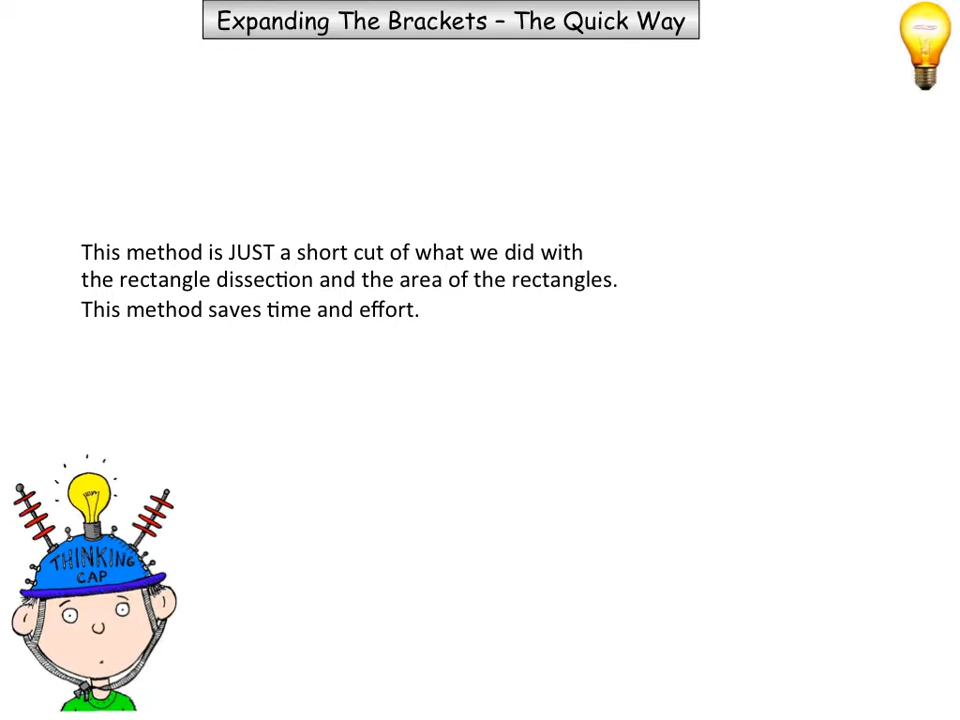 Expanding The Brackets – The Quick Way
This method is JUST a short cut of what we did with
the rectangle dissection and the area of the rectangles.
This method saves time and effort.
THINKING
CAP